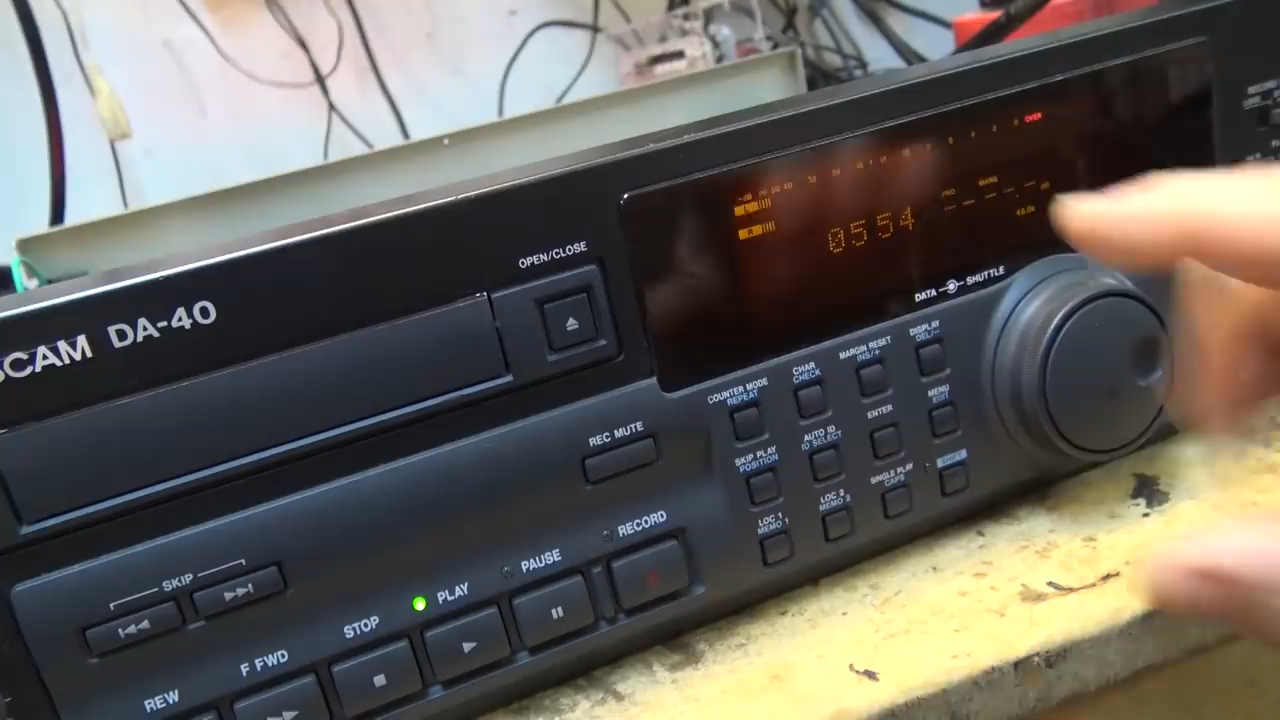 SCAM DA-40
OPEN/CLOSE
OVER
0554
DATA SHUTTLE
COUNTER MODE
REPEAT
CHAR
CHECK
MARGIN RESET
INS/+
DISPLAY
DEL/−
SKIP PLAY
POSITION
AUTO ID
ID SELECT
ENTER
MENU
EDIT
LOC 1
MEMO 1
LOC 2
MEMO 2
SINGLE PLAY
CAPS
SHIFT
REC MUTE
SKIP
REW
F FWD
STOP
PLAY
PAUSE
RECORD